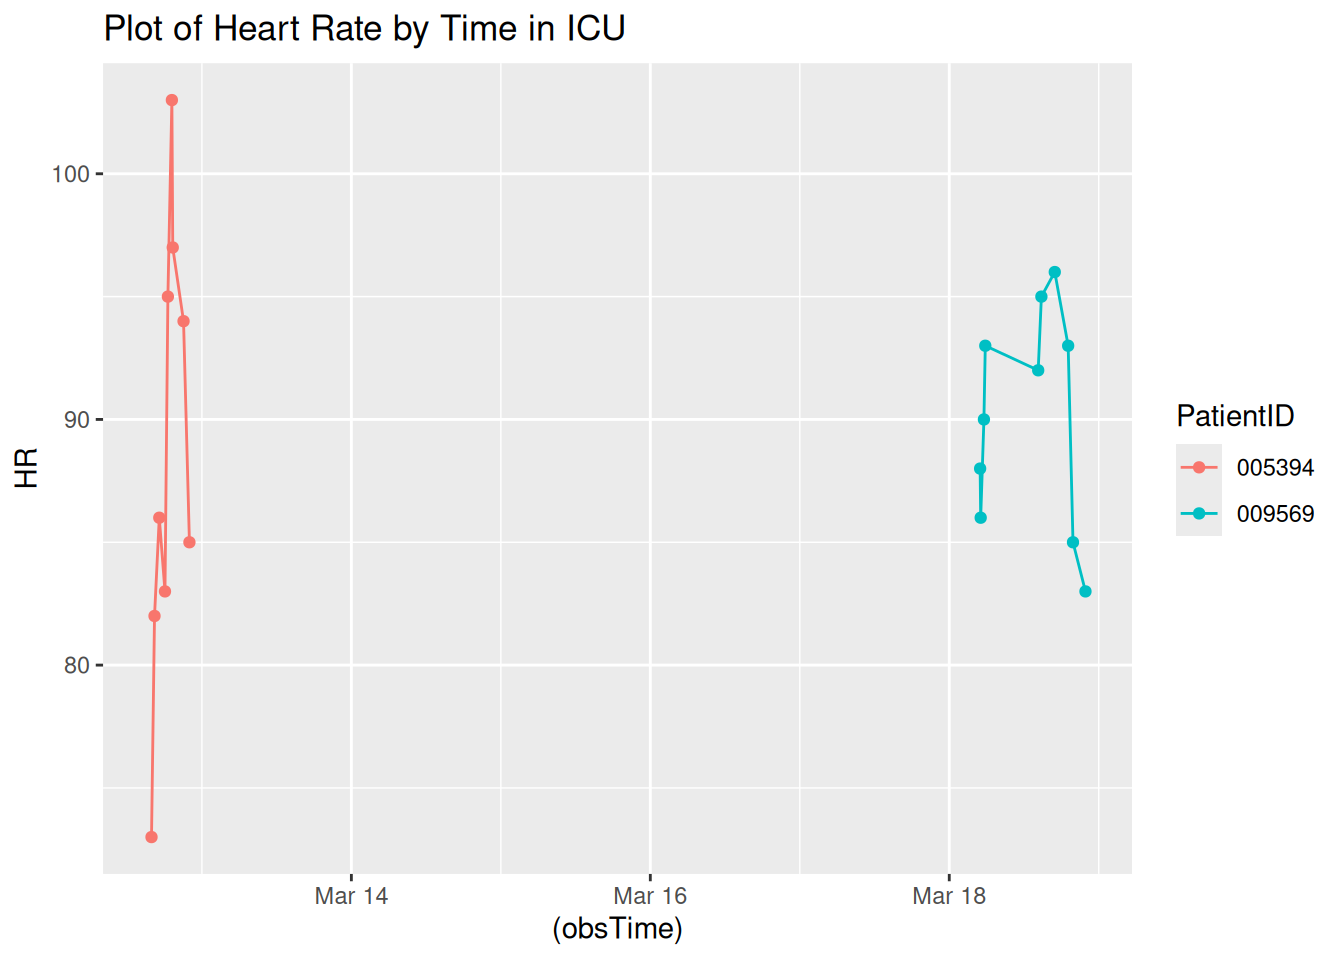 Plot of Heart Rate by Time in ICU
100
90
80
HR
Mar 14
Mar 16
Mar 18
(obsTime)
PatientID
005394
009569